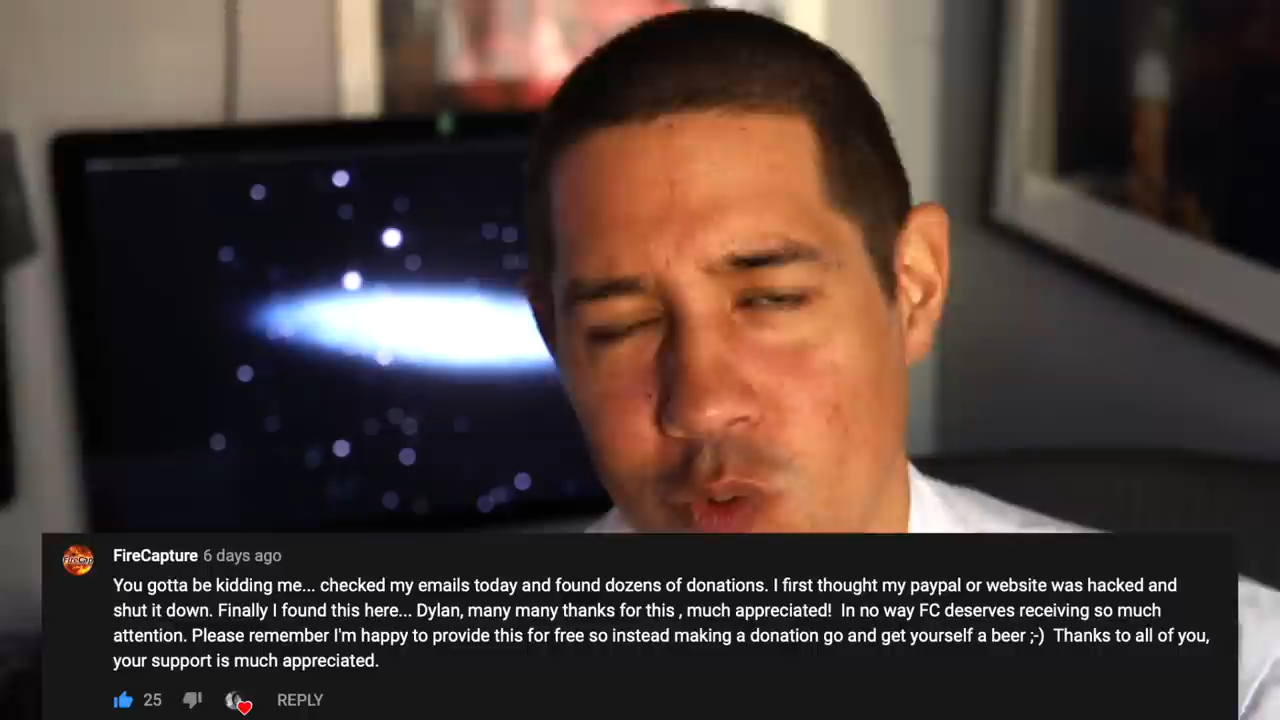 FireCapture 6 days ago
You gotta be kidding me... checked my emails today and found dozens of donations. I first thought my paypal or website was hacked and
shut it down. Finally I found this here... Dylan, many many thanks for this , much appreciated!  In no way FC deserves receiving so much
attention. Please remember I'm happy to provide this for free so instead making a donation go and get yourself a beer ;-)  Thanks to all of you,
your support is much appreciated.
25 REPLY